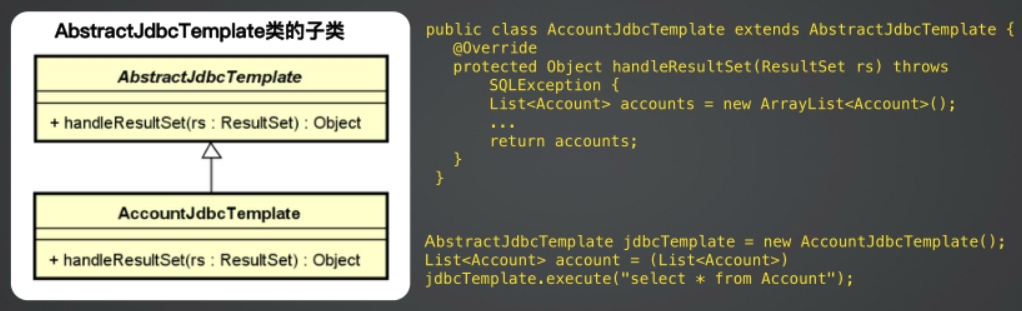 AbstractJdbcTemplate类的子类
AbstractJdbcTemplate
+ handleResultSet(rs : ResultSet) : Object
AccountJdbcTemplate
+ handleResultSet(rs : ResultSet) : Object
public class AccountJdbcTemplate extends AbstractJdbcTemplate {
@Override
protected Object handleResultSet(ResultSet rs) throws
SQLException {
List<Account> accounts = new ArrayList<Account>();
...
return accounts;
}
}
AbstractJdbcTemplate jdbcTemplate = new AccountJdbcTemplate();
List<Account> account = (List<Account>)
jdbcTemplate.execute("select * from Account");